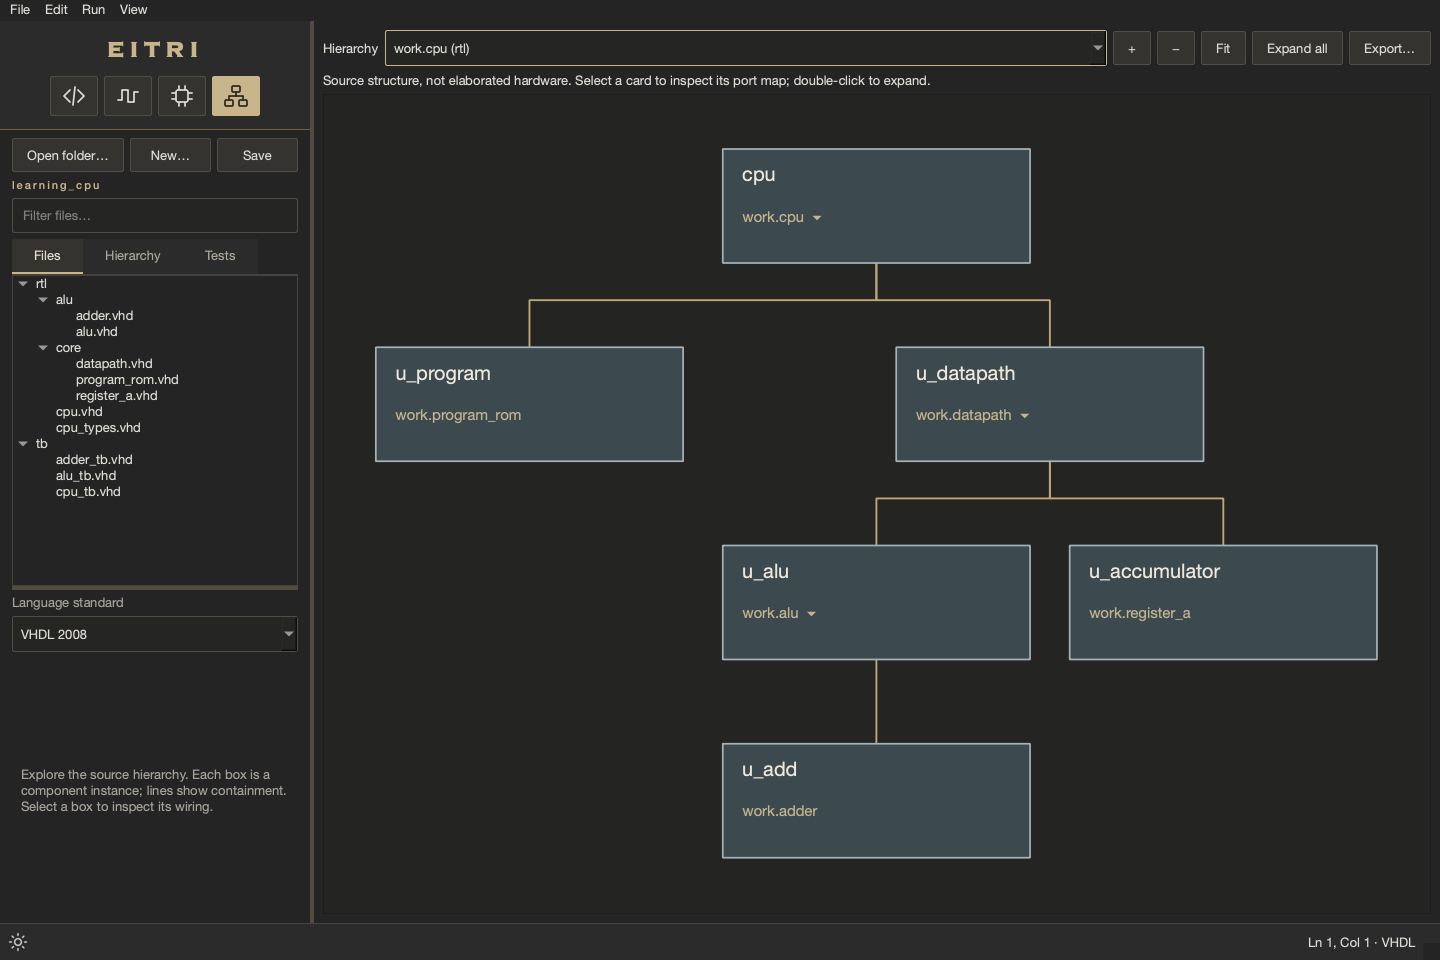 File Edit Run View
EITRI
Open folder... New... Save
learning_cpu
Filter files...
Files Hierarchy Tests
rtl
alu
adder.vhd
alu.vhd
core
datapath.vhd
program_rom.vhd
register_a.vhd
cpu.vhd
cpu_types.vhd
tb
adder_tb.vhd
alu_tb.vhd
cpu_tb.vhd
Language standard
VHDL 2008
Explore the source hierarchy. Each box is a
component instance; lines show containment.
Select a box to inspect its wiring.
Hierarchy work.cpu (rtl) + − Fit Expand all Export...
Source structure, not elaborated hardware. Select a card to inspect its port map; double-click to expand.
cpu
work.cpu
u_program
work.program_rom
u_datapath
work.datapath
u_alu
work.alu
u_accumulator
work.register_a
u_add
work.adder
Ln 1, Col 1 · VHDL